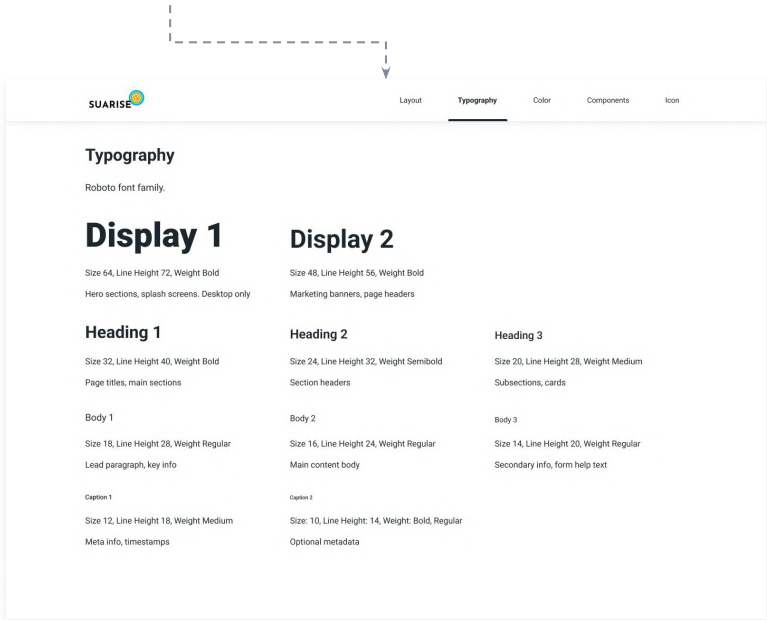 SUARISE
Layout Typography Color Components Icon
Typography
Roboto font family.
Display 1
Size 64, Line Height 72, Weight Bold
Hero sections, splash screens. Desktop only
Display 2
Size 48, Line Height 56, Weight Bold
Marketing banners, page headers
Heading 1
Size 32, Line Height 40, Weight Bold
Page titles, main sections
Heading 2
Size 24, Line Height 32, Weight Semibold
Section headers
Heading 3
Size 20, Line Height 28, Weight Medium
Subsections, cards
Body 1
Size 18, Line Height 28, Weight Regular
Lead paragraph, key info
Body 2
Size 16, Line Height 24, Weight Regular
Main content body
Body 3
Size 14, Line Height 20, Weight Regular
Secondary info, form help text
Caption 1
Size 12, Line Height 18, Weight Medium
Meta info, timestamps
Caption 2
Size: 10, Line Height: 14, Weight: Bold, Regular
Optional metadata